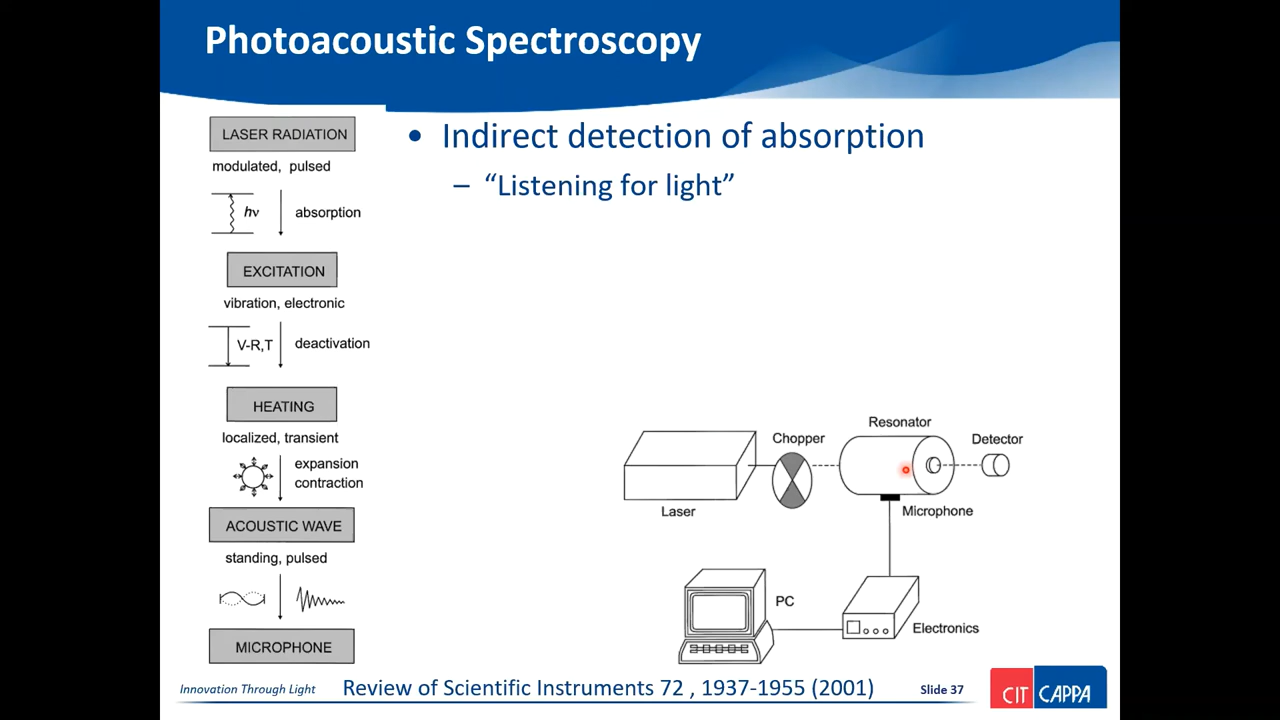 Photoacoustic Spectroscopy
LASER RADIATION
modulated, pulsed
hν
absorption
EXCITATION
vibration, electronic
V-R,T
deactivation
HEATING
localized, transient
expansion
contraction
ACOUSTIC WAVE
standing, pulsed
MICROPHONE
• Indirect detection of absorption
– “Listening for light”
Resonator
Chopper
Detector
Laser
Microphone
PC
Electronics
Innovation Through Light
Review of Scientific Instruments 72 , 1937-1955 (2001)
Slide 37
CIT CAPPA